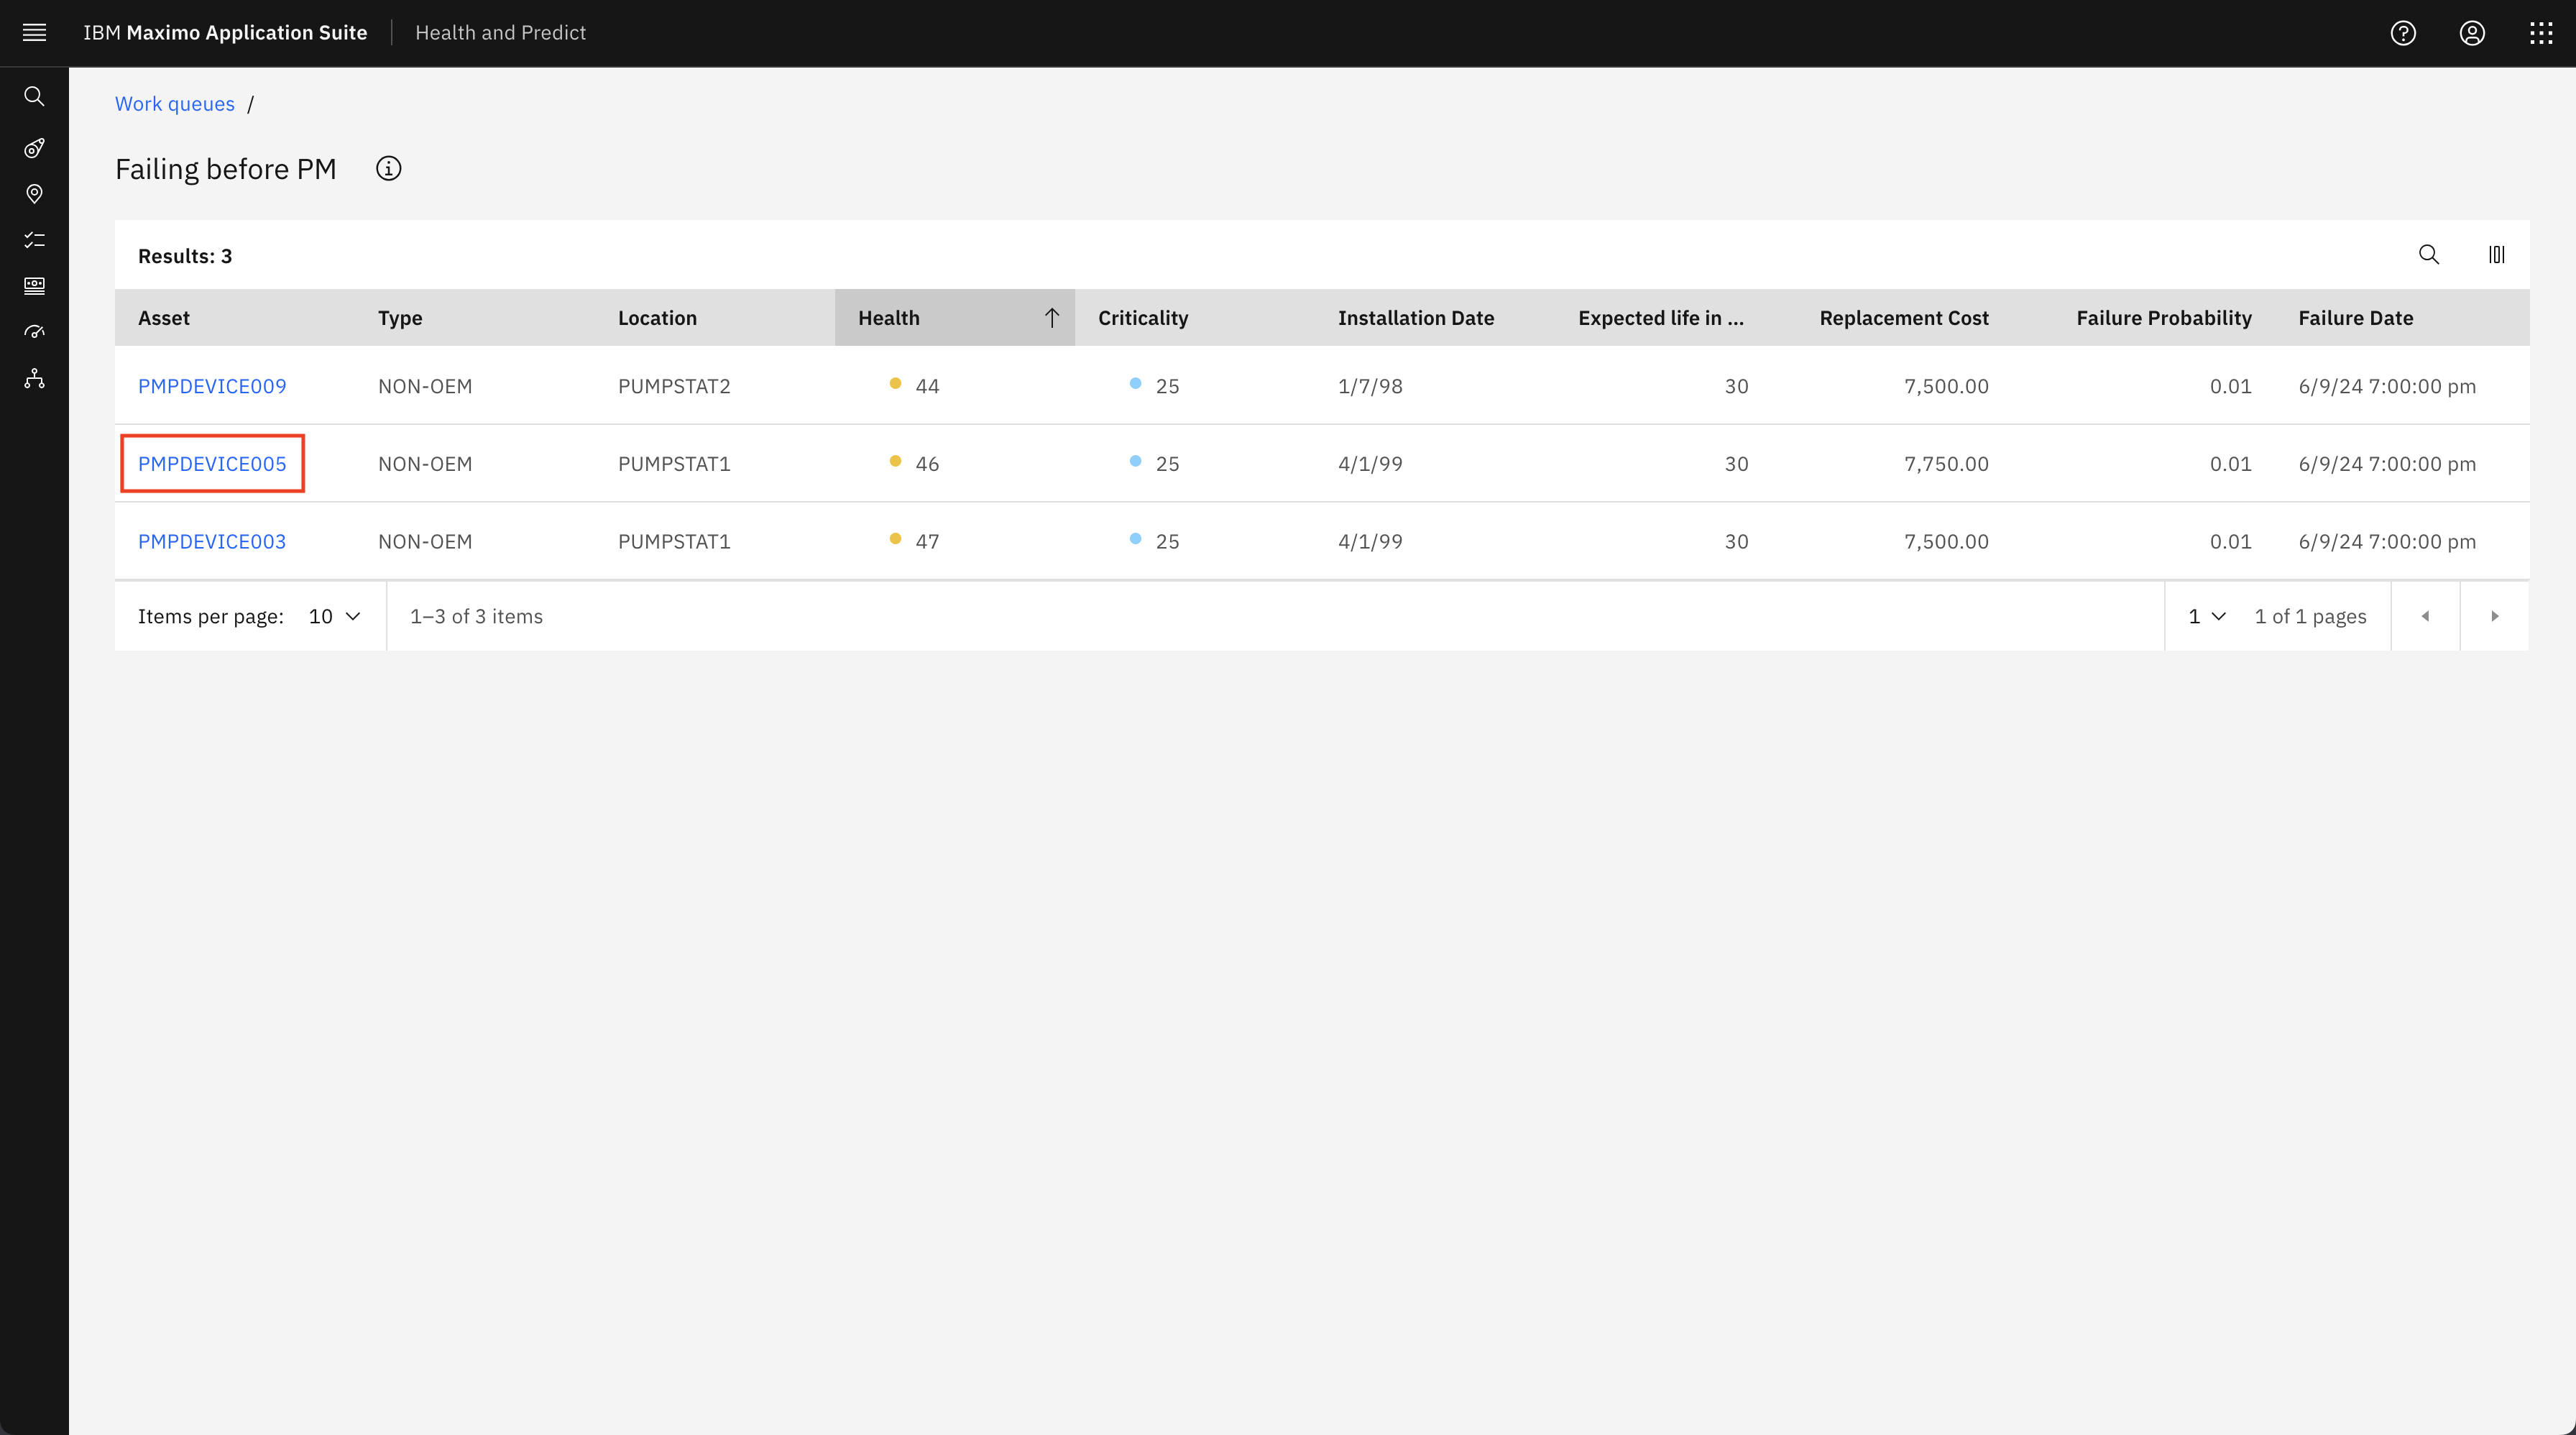 IBM Maximo Application Suite Health and Predict
Work queues /
Failing before PM
Results: 3
Asset Type Location Health Criticality Installation Date Expected life in ... Replacement Cost Failure Probability Failure Date
PMPDEVICE009 NON-OEM PUMPSTAT2 44 25 1/7/98 30 7,500.00 0.01 6/9/24 7:00:00 pm
PMPDEVICE005 NON-OEM PUMPSTAT1 46 25 4/1/99 30 7,750.00 0.01 6/9/24 7:00:00 pm
PMPDEVICE003 NON-OEM PUMPSTAT1 47 25 4/1/99 30 7,500.00 0.01 6/9/24 7:00:00 pm
Items per page: 10 1–3 of 3 items 1 1 of 1 pages